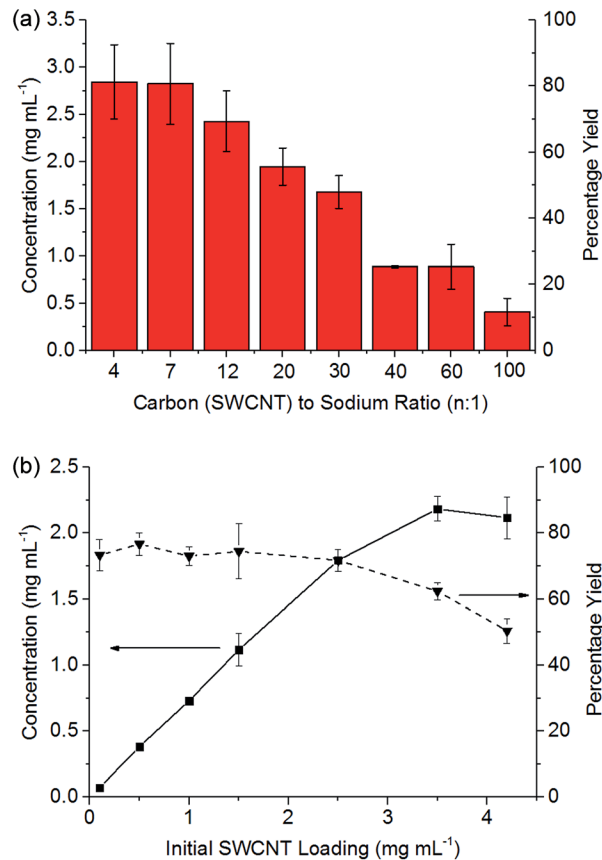 (a)
3.5
3.0
2.5
2.0
1.5
1.0
0.5
0.0
Concentration (mg mL⁻¹)
100
80
60
40
20
0
Percentage Yield
4 7 12 20 30 40 60 100
Carbon (SWCNT) to Sodium Ratio (n:1)
(b)
2.5
2.0
1.5
1.0
0.5
0.0
Concentration (mg mL⁻¹)
100
80
60
40
20
0
Percentage Yield
0 1 2 3 4
Initial SWCNT Loading (mg mL⁻¹)